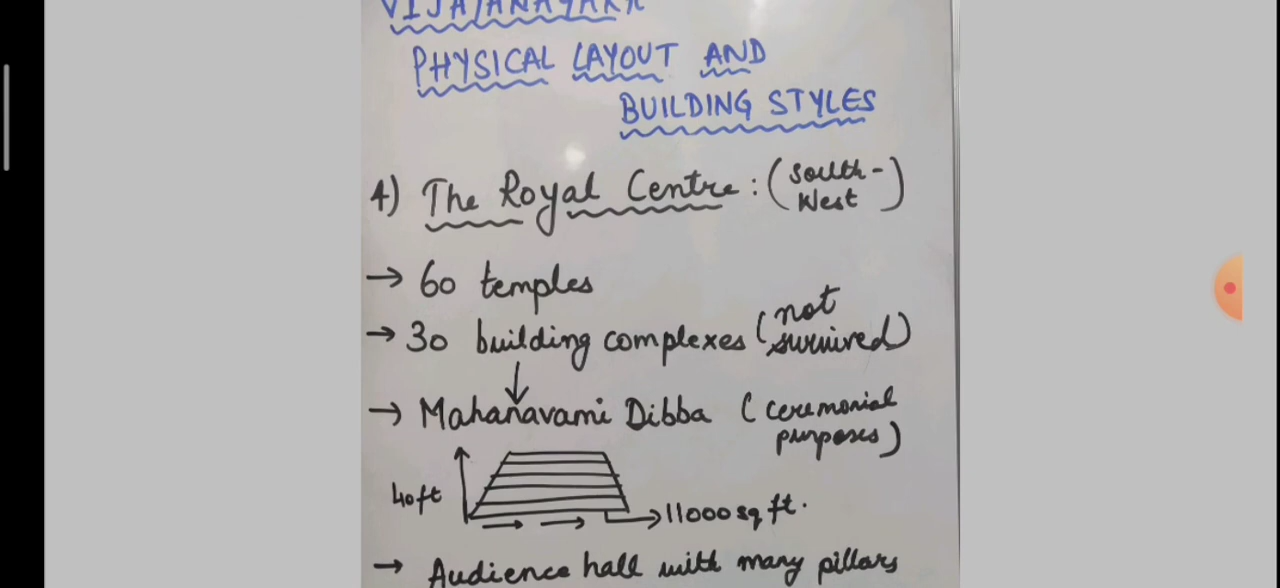 VIJAYANAGARA
PHYSICAL LAYOUT AND
BUILDING STYLES
4) The Royal Centre : (South-West)
→ 60 temples
→ 30 building complexes (not survived)
↓
→ Mahanavami Dibba (ceremonial purposes)
40ft
→ 11000 sq ft.
→ Audience hall with many pillars